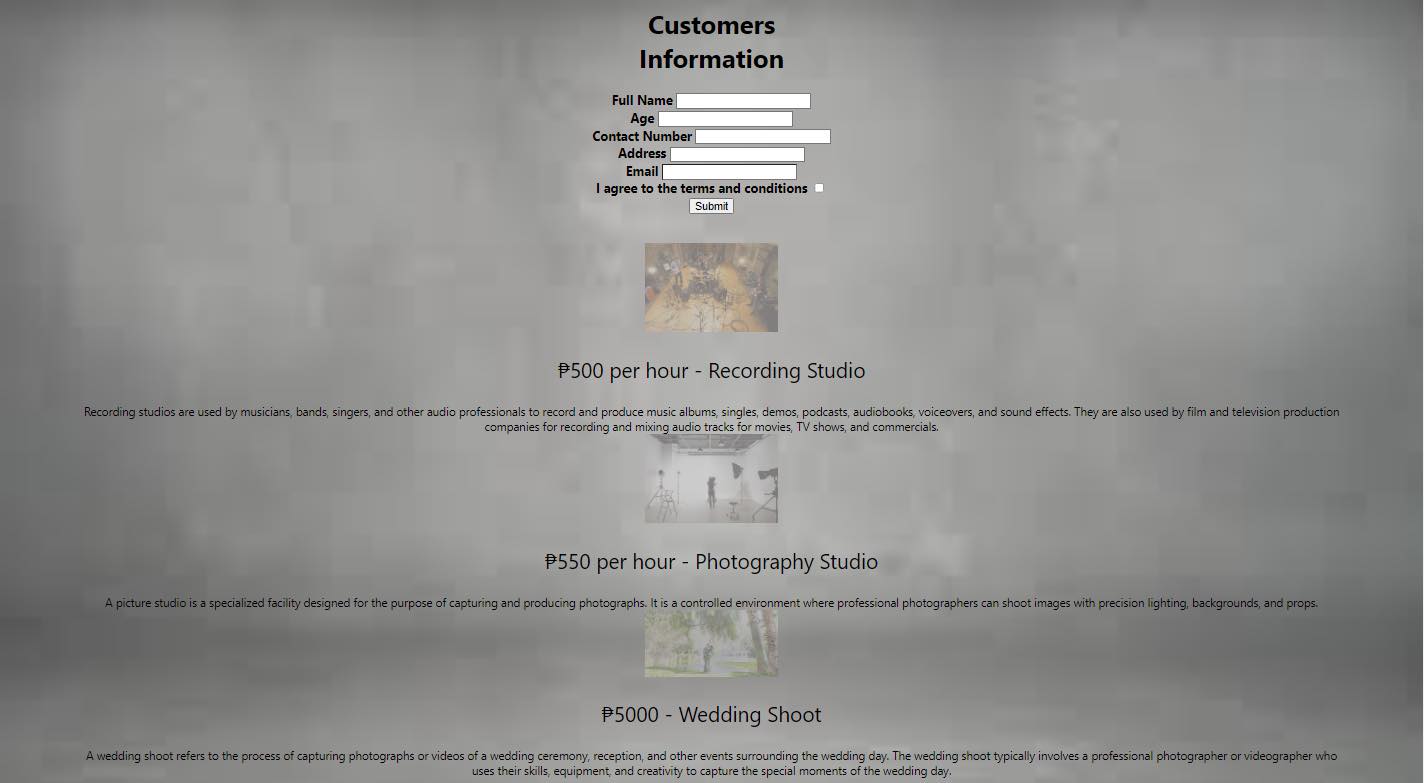 Customers
Information
Full Name
Age
Contact Number
Address
Email
I agree to the terms and conditions
Submit
₱500 per hour - Recording Studio
Recording studios are used by musicians, bands, singers, and other audio professionals to record and produce music albums, singles, demos, podcasts, audiobooks, voiceovers, and sound effects. They are also used by film and television production
companies for recording and mixing audio tracks for movies, TV shows, and commercials.
₱550 per hour - Photography Studio
A picture studio is a specialized facility designed for the purpose of capturing and producing photographs. It is a controlled environment where professional photographers can shoot images with precision lighting, backgrounds, and props.
₱5000 - Wedding Shoot
A wedding shoot refers to the process of capturing photographs or videos of a wedding ceremony, reception, and other events surrounding the wedding day. The wedding shoot typically involves a professional photographer or videographer who
uses their skills, equipment, and creativity to capture the special moments of the wedding day.